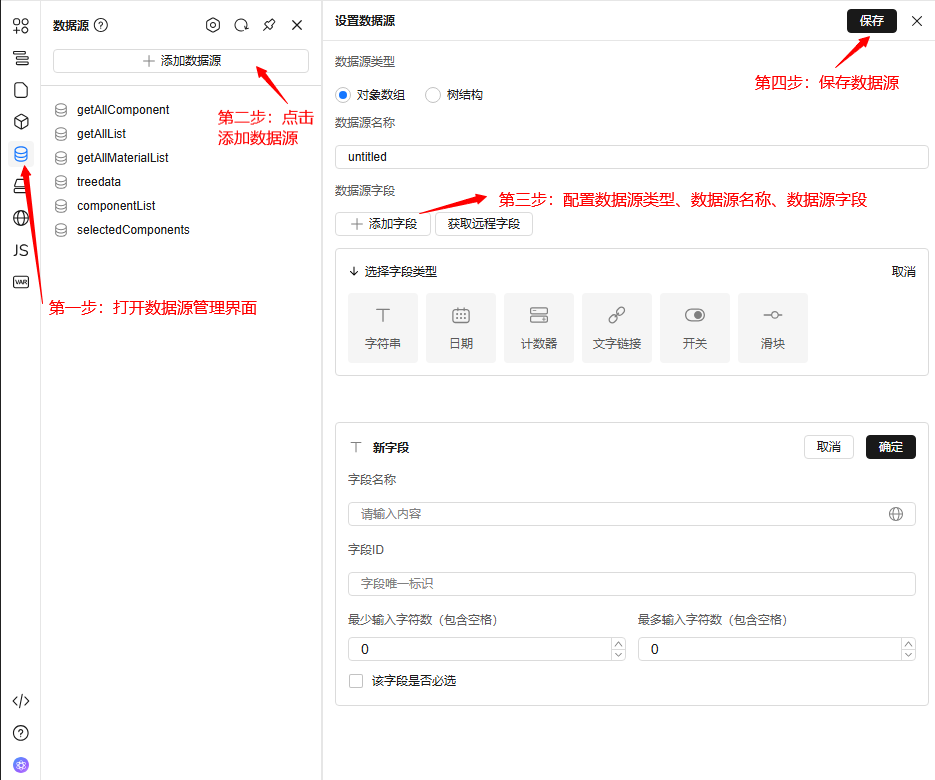 数据源
添加数据源
getAllComponent
getAllList
getAllMaterialList
treedata
componentList
selectedComponents
JS
VAR
第一步：打开数据源管理界面
第二步：点击
添加数据源
设置数据源
保存
第四步：保存数据源
数据源类型
对象数组 树结构
数据源名称
untitled
数据源字段
第三步：配置数据源类型、数据源名称、数据源字段
添加字段 获取远程字段
选择字段类型 取消
字符串 日期 计数器 文字链接 开关 滑块
新字段 取消 确定
字段名称
请输入内容
字段ID
字段唯一标识
最少输入字符数（包含空格） 最多输入字符数（包含空格）
0 0
该字段是否必选